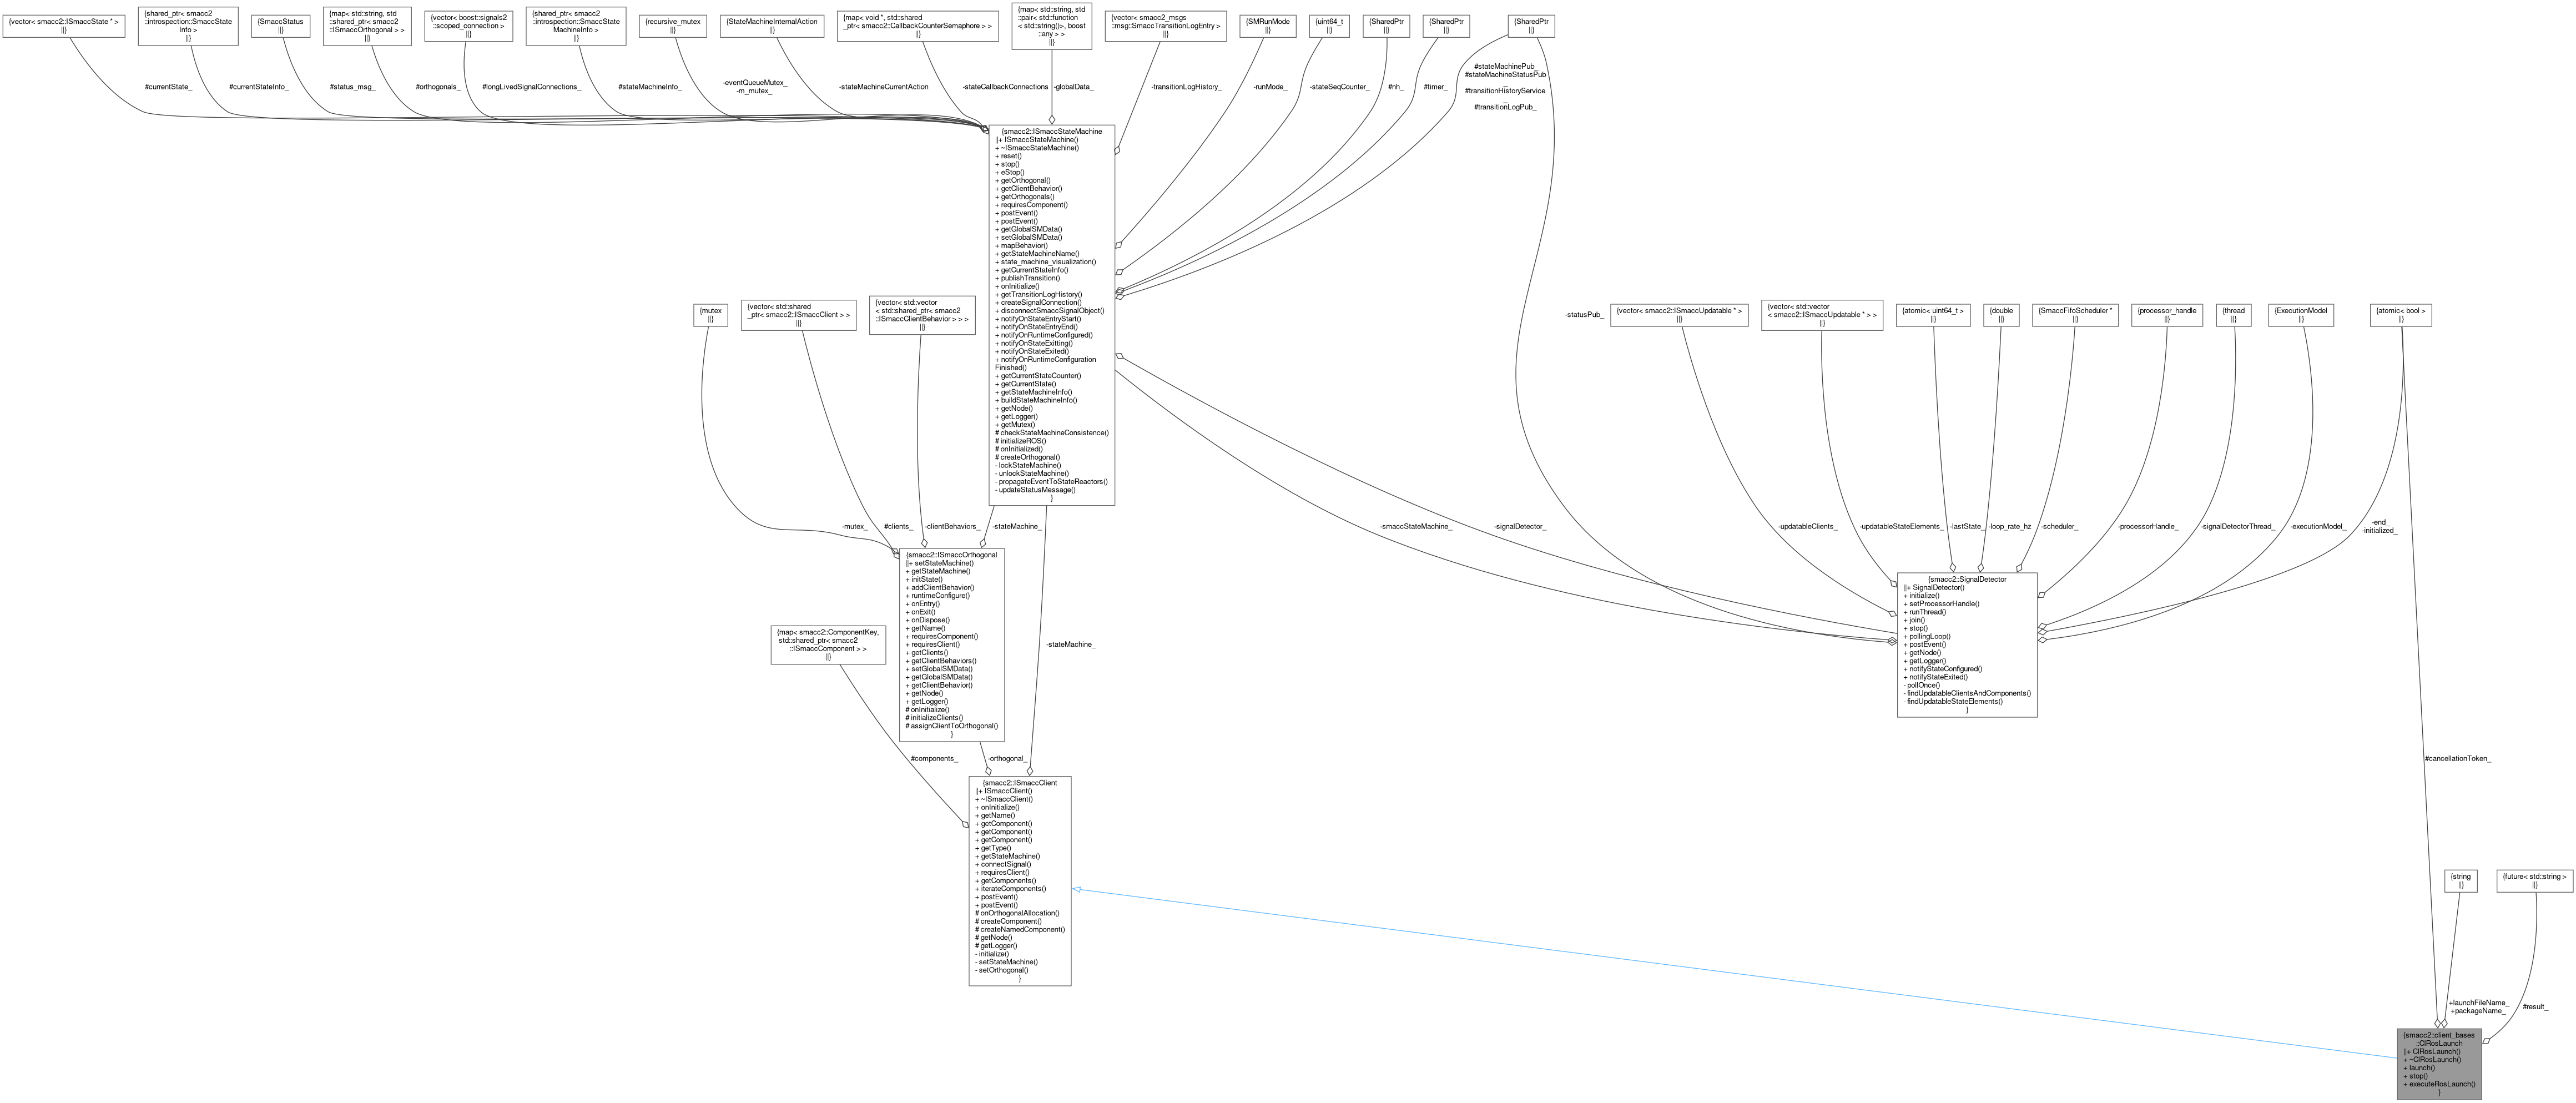 {vector< smacc2::ISmaccState * >
||}
{shared_ptr< smacc2
::introspection::SmaccState
Info >
||}
{SmaccStatus
||}
{map< std::string, std
::shared_ptr< smacc2
::ISmaccOrthogonal > >
||}
{vector< boost::signals2
::scoped_connection >
||}
{shared_ptr< smacc2
::introspection::SmaccState
MachineInfo >
||}
{recursive_mutex
||}
{StateMachineInternalAction
||}
{map< void *, std::shared
_ptr< smacc2::CallbackCounterSemaphore > >
||}
{map< std::string, std
::pair< std::function
< std::string()>, boost
::any > >
||}
{vector< smacc2_msgs
::msg::SmaccTransitionLogEntry >
||}
{SMRunMode
||}
{uint64_t
||}
{SharedPtr
||}
{SharedPtr
||}
{SharedPtr
||}
#currentState_
#currentStateInfo_
#status_msg_
#orthogonals_
#longLivedSignalConnections_
#stateMachineInfo_
-eventQueueMutex_
-m_mutex_
-stateMachineCurrentAction
-stateCallbackConnections
-globalData_
-transitionLogHistory_
-runMode_
-stateSeqCounter_
#nh_
#timer_
#stateMachinePub_
#stateMachineStatusPub
_
#transitionHistoryService
_
#transitionLogPub_
{smacc2::ISmaccStateMachine
||+ ISmaccStateMachine()
+ ~ISmaccStateMachine()
+ reset()
+ stop()
+ eStop()
+ getOrthogonal()
+ getClientBehavior()
+ getOrthogonals()
+ requiresComponent()
+ postEvent()
+ postEvent()
+ getGlobalSMData()
+ setGlobalSMData()
+ mapBehavior()
+ getStateMachineName()
+ state_machine_visualization()
+ getCurrentStateInfo()
+ publishTransition()
+ onInitialize()
+ getTransitionLogHistory()
+ createSignalConnection()
+ disconnectSmaccSignalObject()
+ notifyOnStateEntryStart()
+ notifyOnStateEntryEnd()
+ notifyOnRuntimeConfigured()
+ notifyOnStateExitting()
+ notifyOnStateExited()
+ notifyOnRuntimeConfiguration
Finished()
+ getCurrentStateCounter()
+ getCurrentState()
+ getStateMachineInfo()
+ buildStateMachineInfo()
+ getNode()
+ getLogger()
+ getMutex()
# checkStateMachineConsistence()
# initializeROS()
# onInitialized()
# createOrthogonal()
- lockStateMachine()
- unlockStateMachine()
- propagateEventToStateReactors()
- updateStatusMessage()
}
{mutex
||}
{vector< std::shared
_ptr< smacc2::ISmaccClient > >
||}
{vector< std::vector
< std::shared_ptr< smacc2
::ISmaccClientBehavior > > >
||}
-statusPub_
{vector< smacc2::ISmaccUpdatable * >
||}
{vector< std::vector
< smacc2::ISmaccUpdatable * > >
||}
{atomic< uint64_t >
||}
{double
||}
{SmaccFifoScheduler *
||}
{processor_handle
||}
{thread
||}
{ExecutionModel
||}
{atomic< bool >
||}
-mutex_
#clients_
-clientBehaviors_
-stateMachine_
-smaccStateMachine_
-signalDetector_
-updatableClients_
-updatableStateElements_
-lastState_
-loop_rate_hz
-scheduler_
-processorHandle_
-signalDetectorThread_
-executionModel_
-end_
-initialized_
{smacc2::ISmaccOrthogonal
||+ setStateMachine()
+ getStateMachine()
+ initState()
+ addClientBehavior()
+ runtimeConfigure()
+ onEntry()
+ onExit()
+ onDispose()
+ getName()
+ requiresComponent()
+ requiresClient()
+ getClients()
+ getClientBehaviors()
+ setGlobalSMData()
+ getGlobalSMData()
+ getClientBehavior()
+ getNode()
+ getLogger()
# onInitialize()
# initializeClients()
# assignClientToOrthogonal()
}
{smacc2::SignalDetector
||+ SignalDetector()
+ initialize()
+ setProcessorHandle()
+ runThread()
+ join()
+ stop()
+ pollingLoop()
+ postEvent()
+ getNode()
+ getLogger()
+ notifyStateConfigured()
+ notifyStateExited()
- pollOnce()
- findUpdatableClientsAndComponents()
- findUpdatableStateElements()
}
{map< smacc2::ComponentKey,
std::shared_ptr< smacc2
::ISmaccComponent > >
||}
-stateMachine_
#components_
-orthogonal_
#cancellationToken_
{smacc2::ISmaccClient
||+ ISmaccClient()
+ ~ISmaccClient()
+ onInitialize()
+ getName()
+ getComponent()
+ getComponent()
+ getComponent()
+ getType()
+ getStateMachine()
+ connectSignal()
+ requiresClient()
+ getComponents()
+ iterateComponents()
+ postEvent()
+ postEvent()
# onOrthogonalAllocation()
# createComponent()
# createNamedComponent()
# getNode()
# getLogger()
- initialize()
- setStateMachine()
- setOrthogonal()
}
{string
||}
{future< std::string >
||}
+launchFileName_
+packageName_
#result_
{smacc2::client_bases
::ClRosLaunch
||+ ClRosLaunch()
+ ~ClRosLaunch()
+ launch()
+ stop()
+ executeRosLaunch()
}